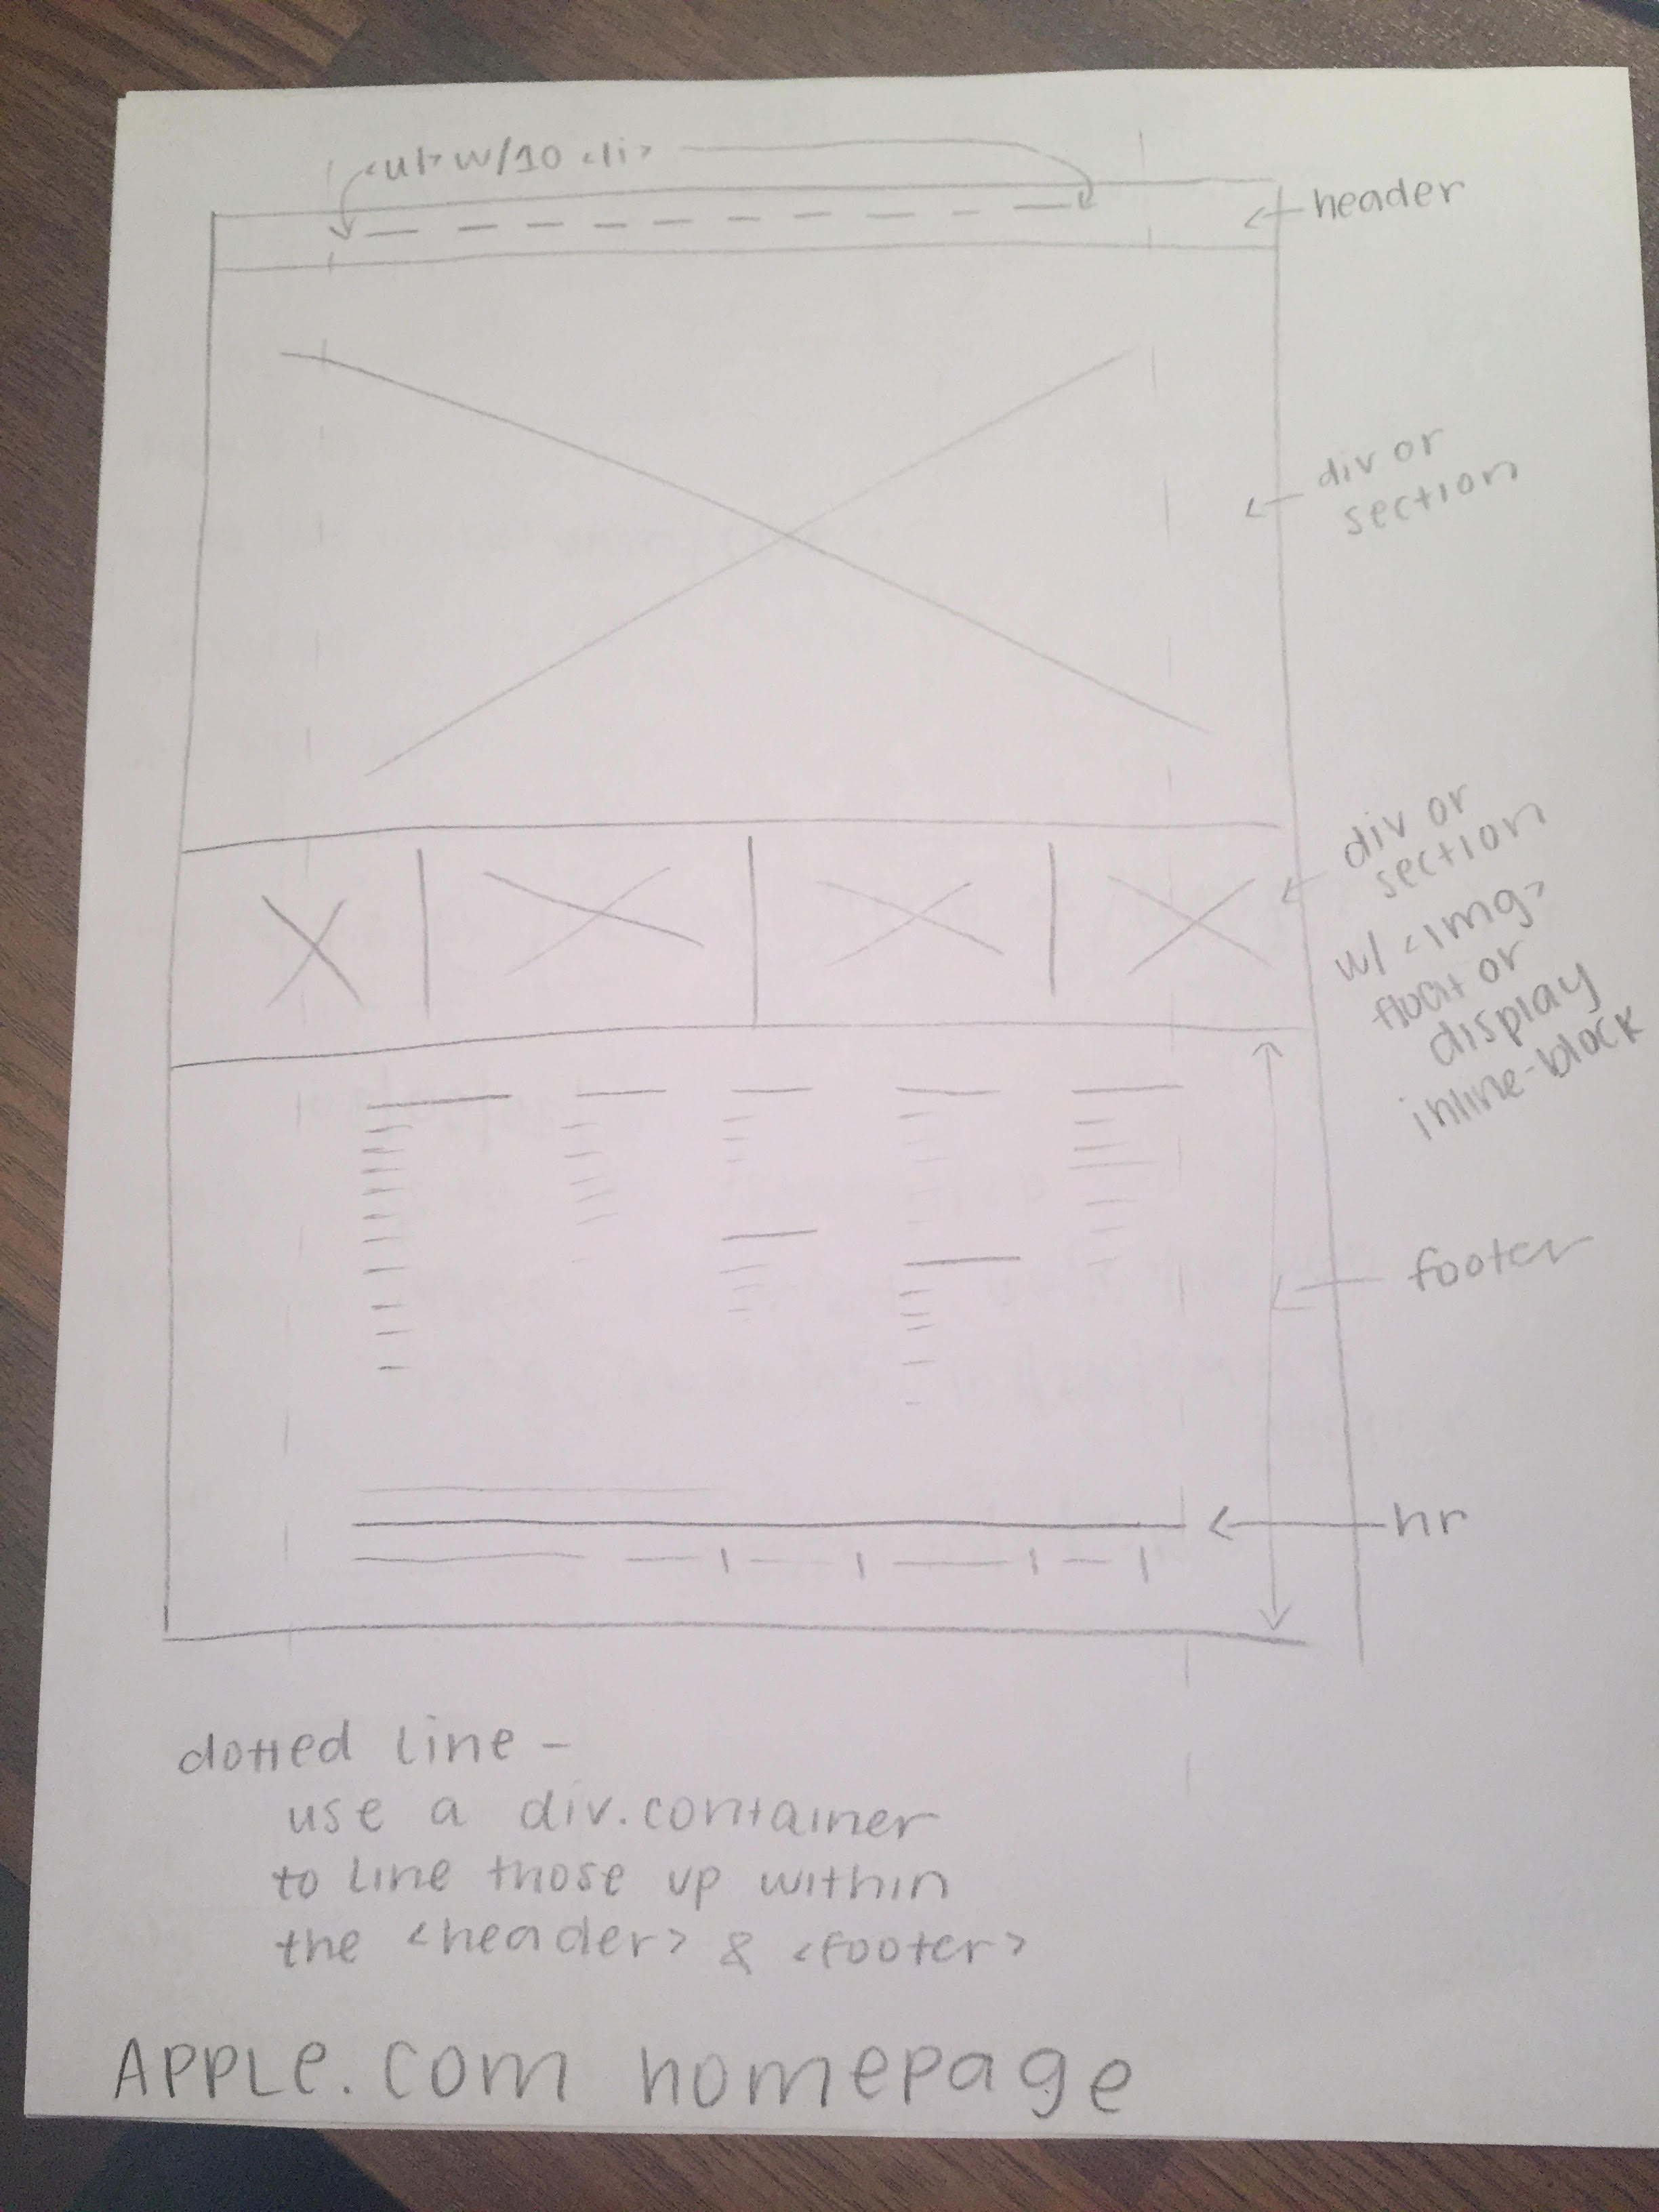 <ul> w/10 <li>
header
div or
section
div or
section
w/ <img>
float or
display
inline-block
footer
hr
dotted line -
use a div.container
to line those up within
the <header> & <footer>
APPLe.com homepage